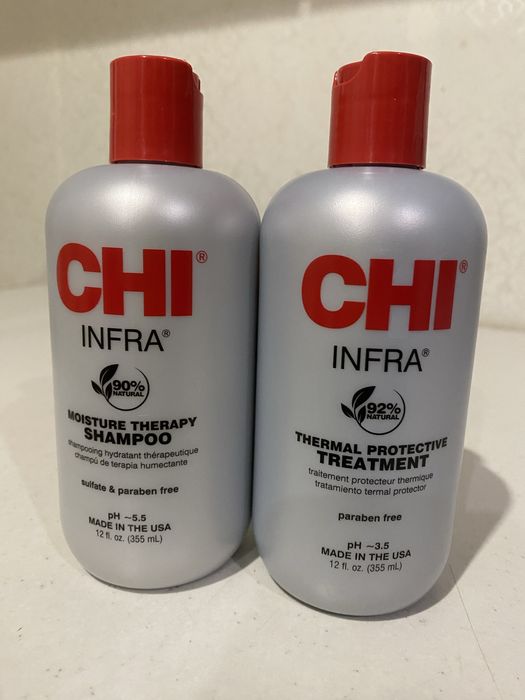 CHI®
INFRA®
90%
NATURAL
MOISTURE THERAPY
SHAMPOO
shampooing hydratant thérapeutique
champú de terapia humectante
sulfate & paraben free
pH ~5.5
MADE IN THE USA
12 fl. oz. (355 mL)
CHI®
INFRA®
92%
NATURAL
THERMAL PROTECTIVE
TREATMENT
traitement protecteur thermique
tratamiento termal protector
paraben free
pH ~3.5
MADE IN THE USA
12 fl. oz. (355 mL)